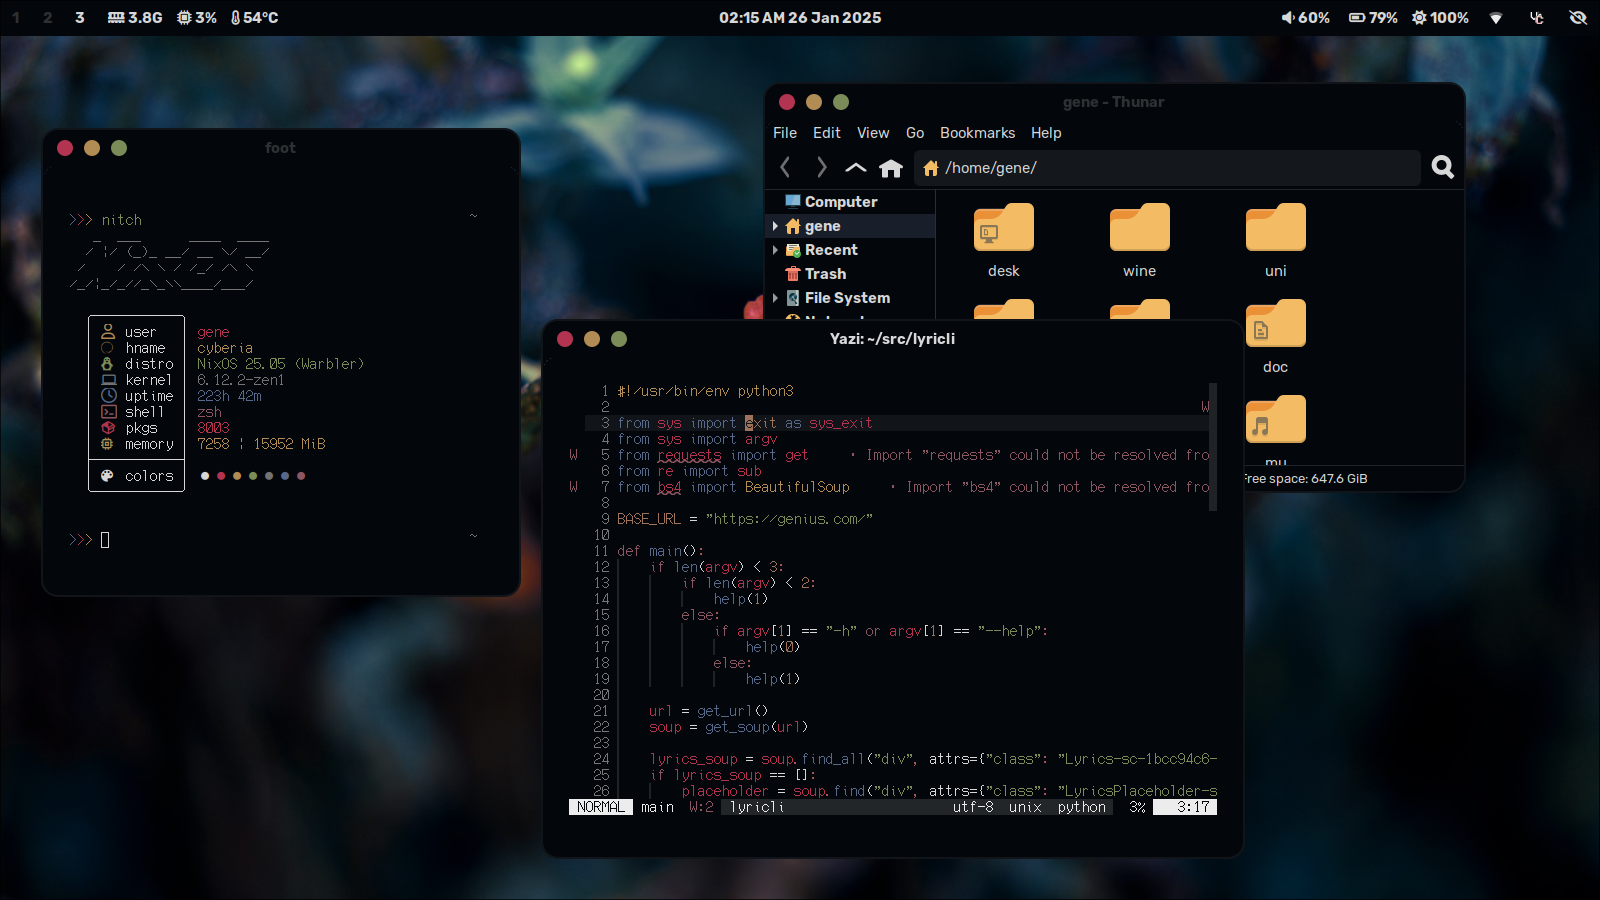 1 2 3 3.8G 3% 54°C 02:15 AM 26 Jan 2025 60% 79% 100%
foot
>>> nitch ~
user gene
hname cyberia
distro NixOS 25.05 (Warbler)
kernel 6.12.2-zen1
uptime 223h 42m
shell zsh
pkgs 8003
memory 7258 ¦ 15952 MiB
colors
>>> ~
gene - Thunar
File Edit View Go Bookmarks Help
/home/gene/
Computer
gene
Recent
Trash
File System
desk wine uni
doc
Free space: 647.6 GiB
Yazi: ~/src/lyricli
1 #!/usr/bin/env python3
2 W
3 from sys import exit as sys_exit
4 from sys import argv
W 5 from requests import get · Import "requests" could not be resolved fro
6 from re import sub
W 7 from bs4 import BeautifulSoup · Import "bs4" could not be resolved fro
8
9 BASE_URL = "https://genius.com/"
10
11 def main():
12 if len(argv) < 3:
13 if len(argv) < 2:
14 help(1)
15 else:
16 if argv[1] == "-h" or argv[1] == "--help":
17 help(0)
18 else:
19 help(1)
20
21 url = get_url()
22 soup = get_soup(url)
23
24 lyrics_soup = soup.find_all("div", attrs={"class": "Lyrics-sc-1bcc94c6-
25 if lyrics_soup == []:
26 placeholder = soup.find("div", attrs={"class": "LyricsPlaceholder-s
NORMAL main W:2 lyricli utf-8 unix python 3% 3:17